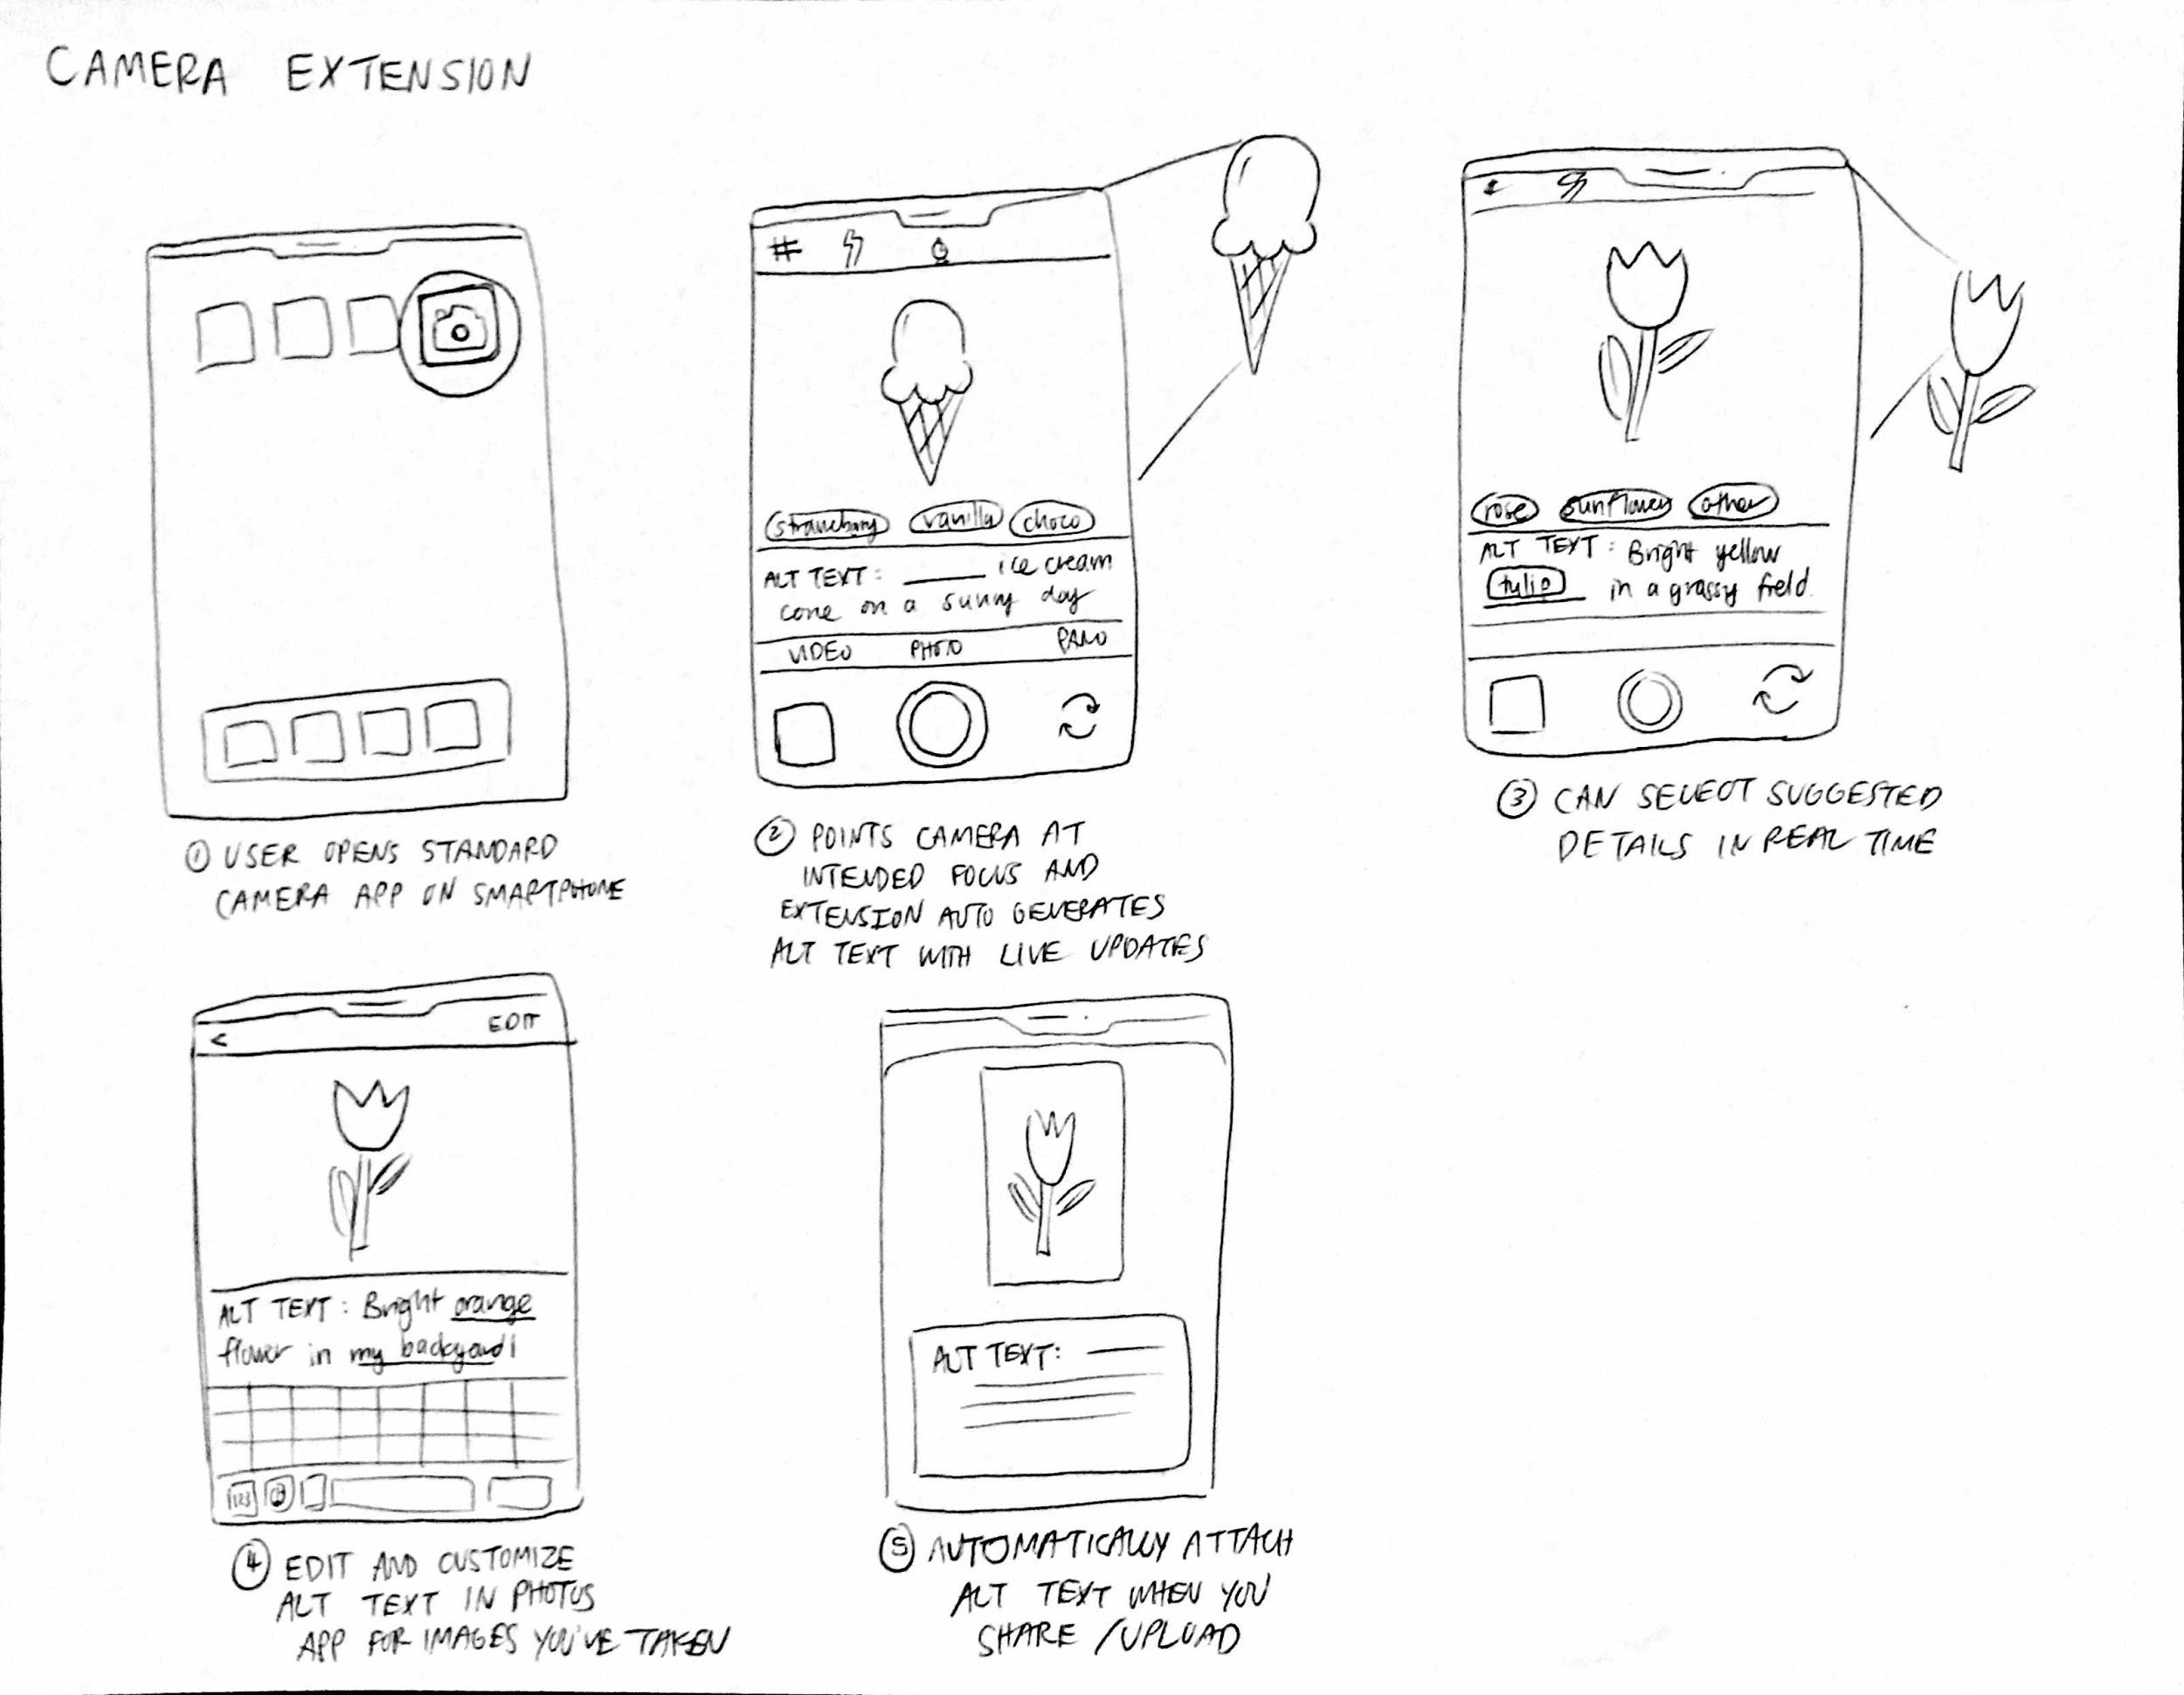 CAMERA EXTENSION
① USER OPENS STANDARD
CAMERA APP ON SMARTPHONE
strawberry vanilla choco
ALT TEXT: ______ ice cream
cone on a sunny day
VIDEO PHOTO PANO
② POINTS CAMERA AT
INTENDED FOCUS AND
EXTENSION AUTO GENERATES
ALT TEXT WITH LIVE UPDATES
rose sunflower other
ALT TEXT: Bright yellow
tulip in a grassy field.
③ CAN SELECT SUGGESTED
DETAILS IN REAL TIME
< EDIT
ALT TEXT: Bright orange
flower in my backyard|
123
④ EDIT AND CUSTOMIZE
ALT TEXT IN PHOTOS
APP FOR IMAGES YOU'VE TAKEN
ALT TEXT:
⑤ AUTOMATICALLY ATTACH
ALT TEXT WHEN YOU
SHARE/UPLOAD